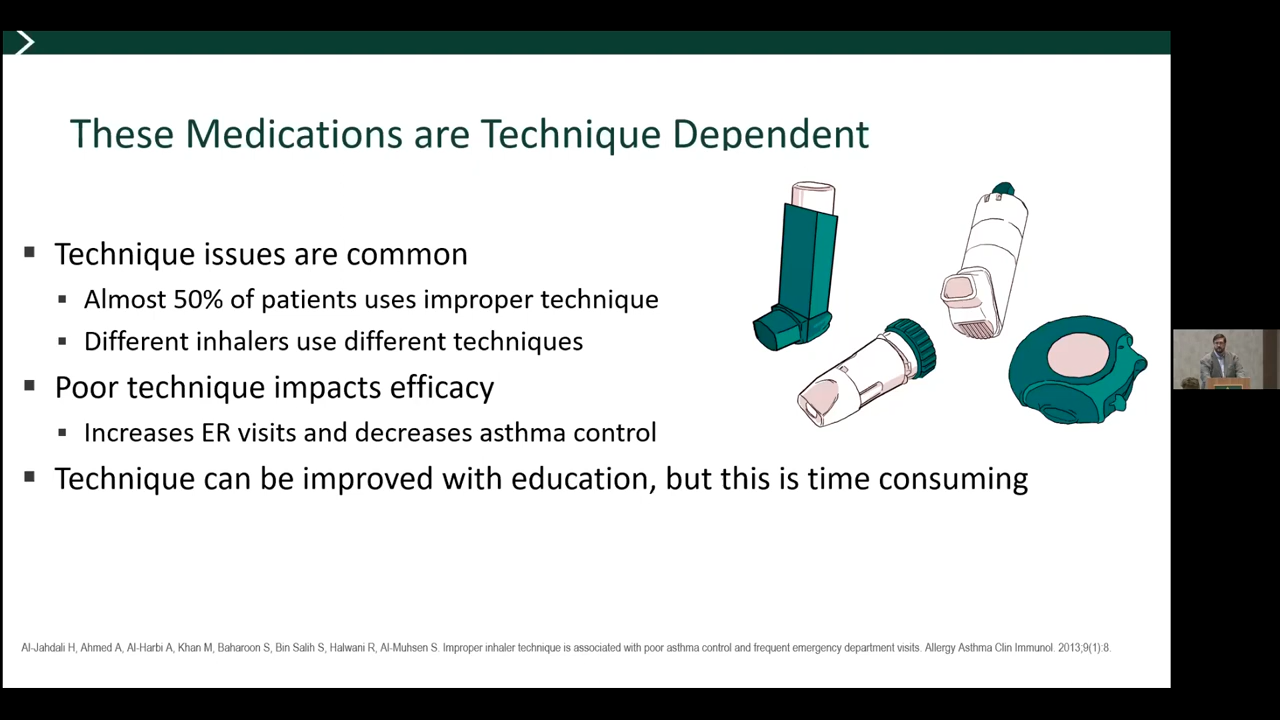 These Medications are Technique Dependent
Technique issues are common
Almost 50% of patients uses improper technique
Different inhalers use different techniques
Poor technique impacts efficacy
Increases ER visits and decreases asthma control
Technique can be improved with education, but this is time consuming
Al-Jahdali H, Ahmed A, Al-Harbi A, Khan M, Baharoon S, Bin Salih S, Halwani R, Al-Muhsen S. Improper inhaler technique is associated with poor asthma control and frequent emergency department visits. Allergy Asthma Clin Immunol. 2013;9(1):8.